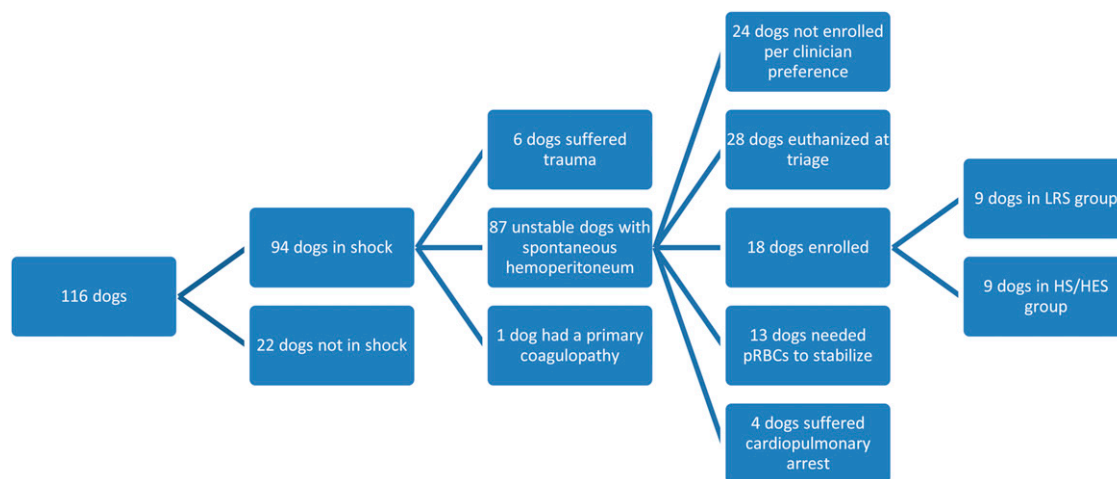 116 dogs
94 dogs in shock
22 dogs not in shock
6 dogs suffered
trauma
87 unstable dogs with
spontaneous
hemoperitoneum
1 dog had a primary
coagulopathy
24 dogs not enrolled
per clinician
preference
28 dogs euthanized at
triage
18 dogs enrolled
13 dogs needed
pRBCs to stabilize
4 dogs suffered
cardiopulmonary
arrest
9 dogs in LRS group
9 dogs in HS/HES
group